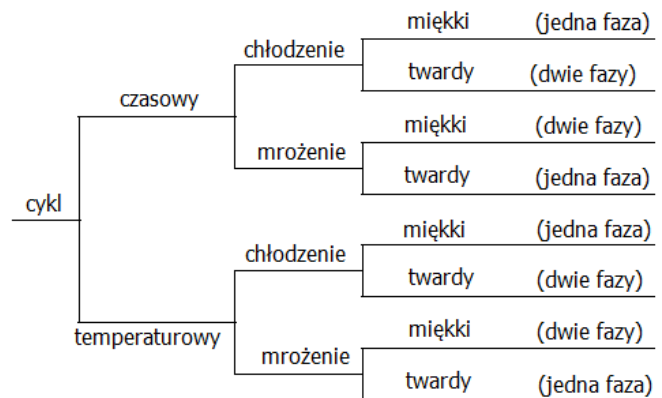 miękki (jedna faza)
chłodzenie
twardy (dwie fazy)
czasowy
miękki (dwie fazy)
mrożenie
twardy (jedna faza)
cykl
miękki (jedna faza)
chłodzenie
twardy (dwie fazy)
temperaturowy
miękki (dwie fazy)
mrożenie
twardy (jedna faza)